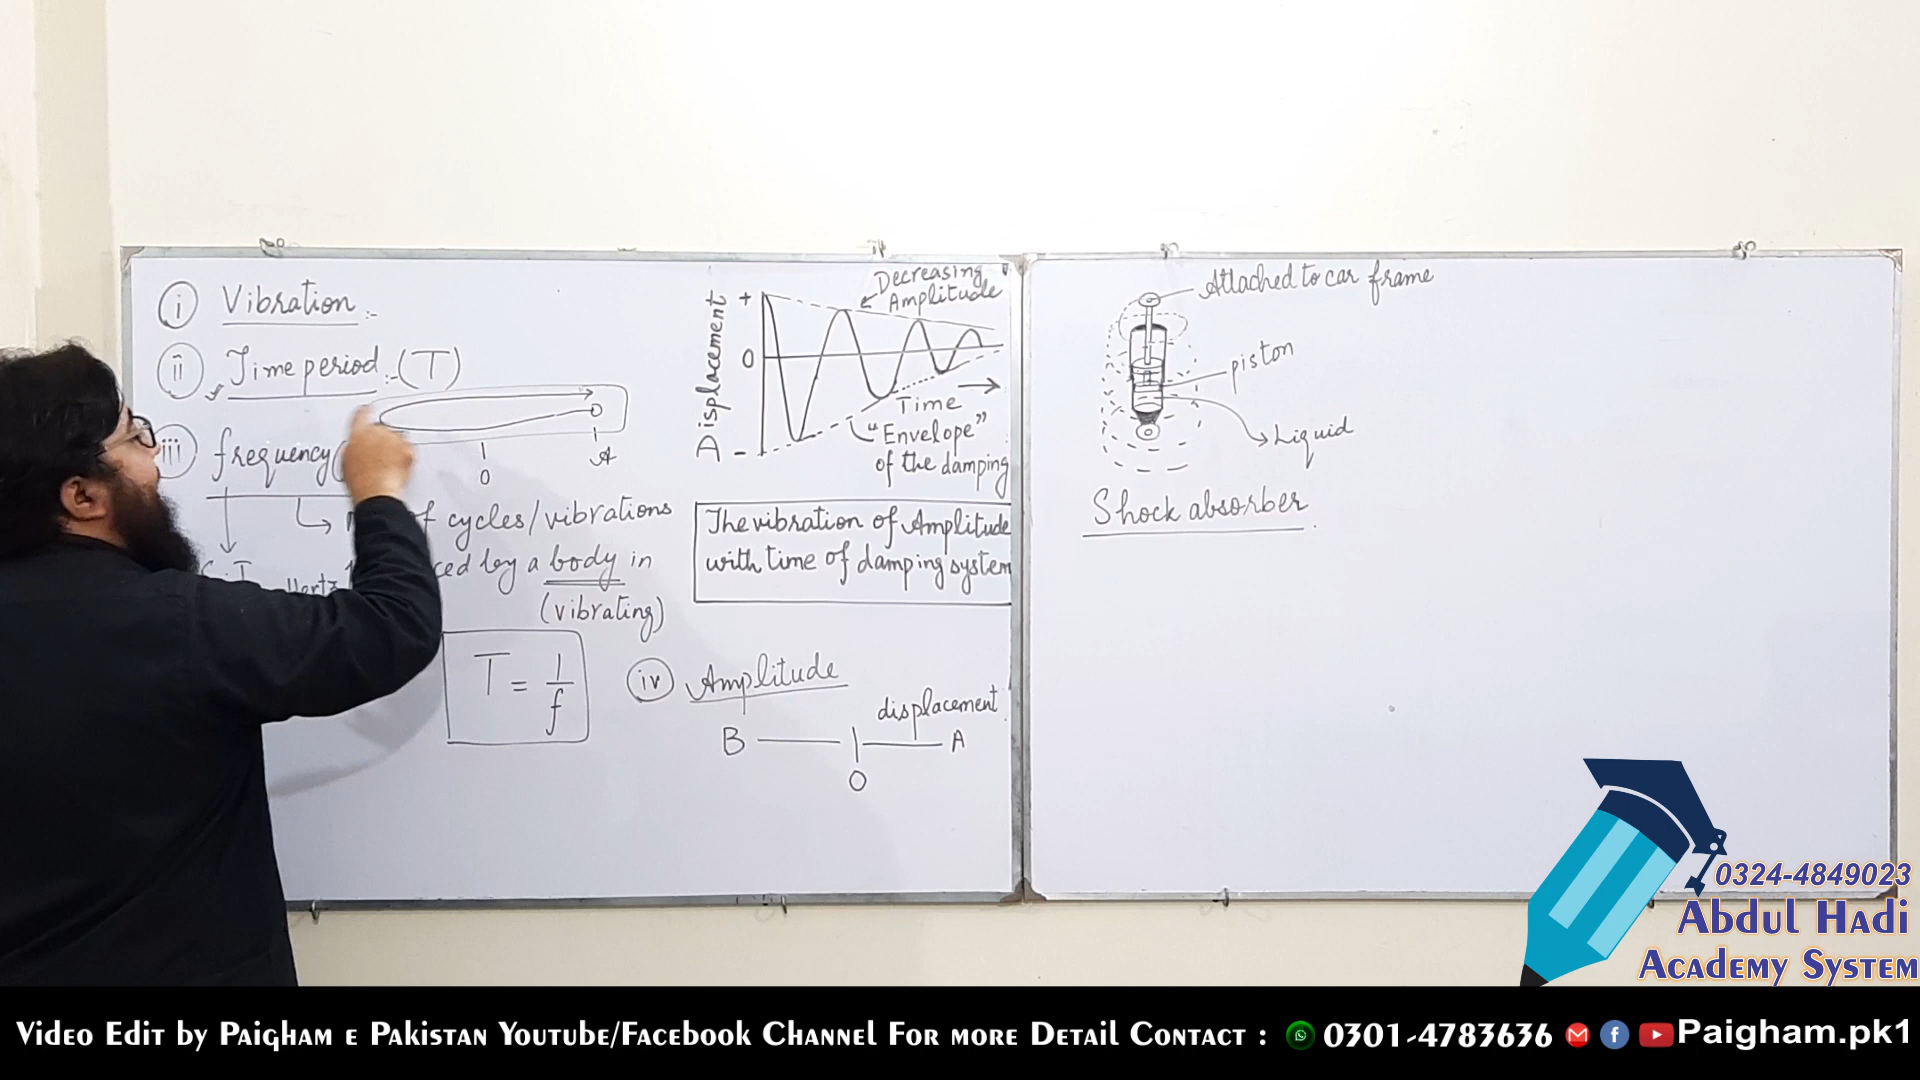 i Vibration :-
ii Time period :- (T)
O
A
iii frequency (
of cycles/vibrations
by a body in
(vibrating)
S.I
Hertz
T = 1/f
Displacement
+
0
-
Decreasing
Amplitude
Time
"Envelope"
of the damping
The vibration of Amplitude
with time of damping system
iv Amplitude
displacement
B
A
O
Attached to car frame
piston
Liquid
Shock absorber
0324-4849023
Abdul Hadi
Academy System
Video Edit by Paigham e Pakistan Youtube/Facebook Channel For more Detail Contact : 0301-4783636 Paigham.pk1